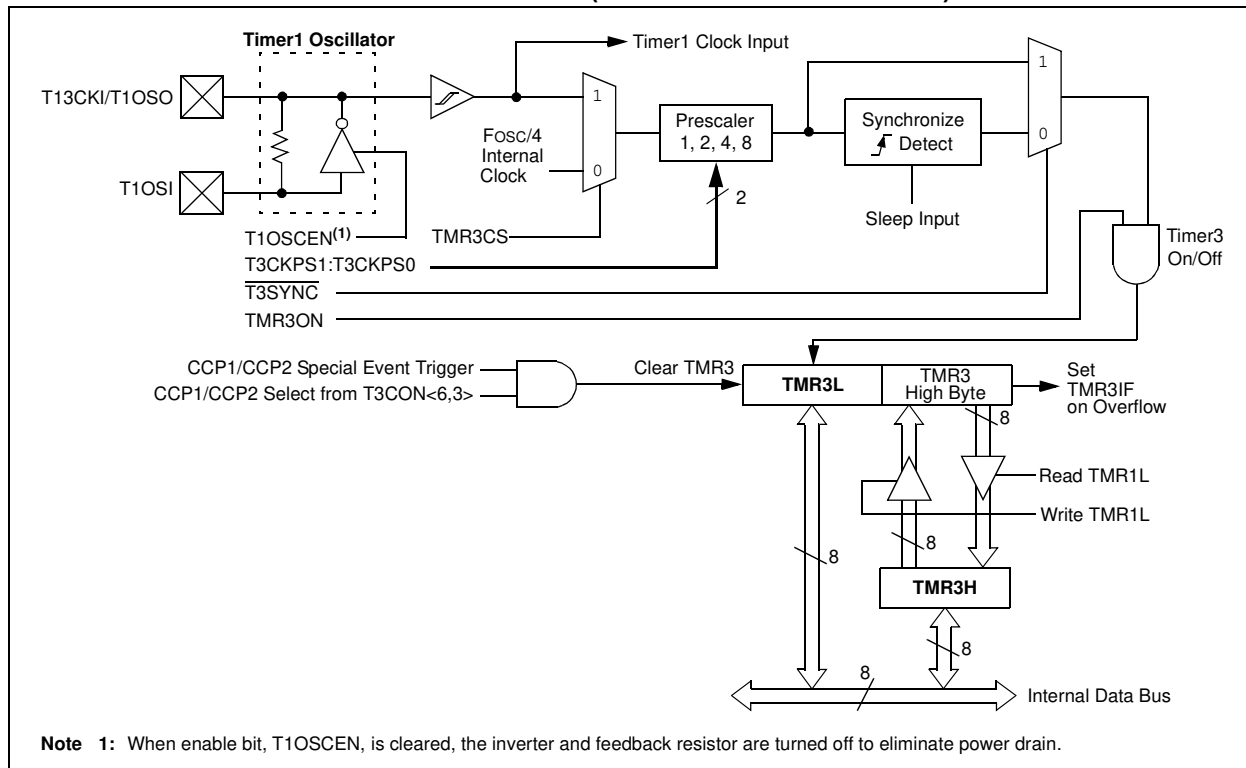 Timer1 Oscillator
Timer1 Clock Input
T13CKI/T1OSO
1
1
FOSC/4
Internal
Clock
0
Prescaler
1, 2, 4, 8
Synchronize
Detect
0
T1OSI
2
Sleep Input
T1OSCEN(1)
TMR3CS
Timer3
On/Off
T3CKPS1:T3CKPS0
T3SYNC
TMR3ON
CCP1/CCP2 Special Event Trigger
CCP1/CCP2 Select from T3CON<6,3>
Clear TMR3
TMR3L
TMR3
High Byte
Set
TMR3IF
on Overflow
8
Read TMR1L
Write TMR1L
8
8
TMR3H
8
8
Internal Data Bus
Note 1: When enable bit, T1OSCEN, is cleared, the inverter and feedback resistor are turned off to eliminate power drain.